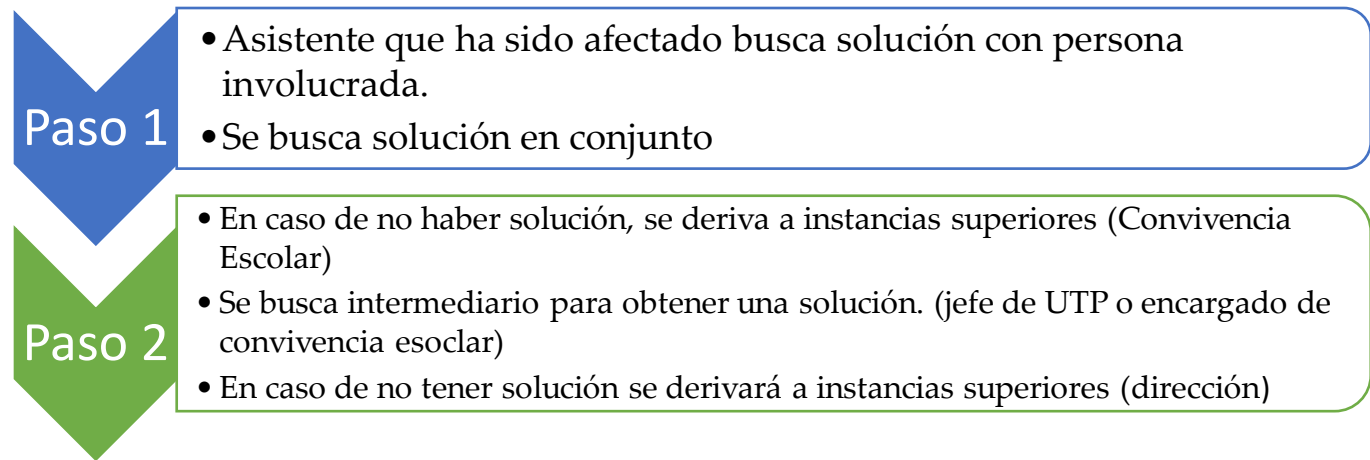 Paso 1
•Asistente que ha sido afectado busca solución con persona
involucrada.
•Se busca solución en conjunto
Paso 2
• En caso de no haber solución, se deriva a instancias superiores (Convivencia
Escolar)
• Se busca intermediario para obtener una solución. (jefe de UTP o encargado de
convivencia esoclar)
• En caso de no tener solución se derivará a instancias superiores (dirección)